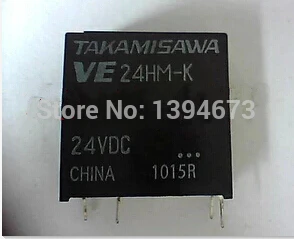 TAKAMISAWA
VE 24HM-K
Store No: 1394673
24VDC
CHINA 1015R